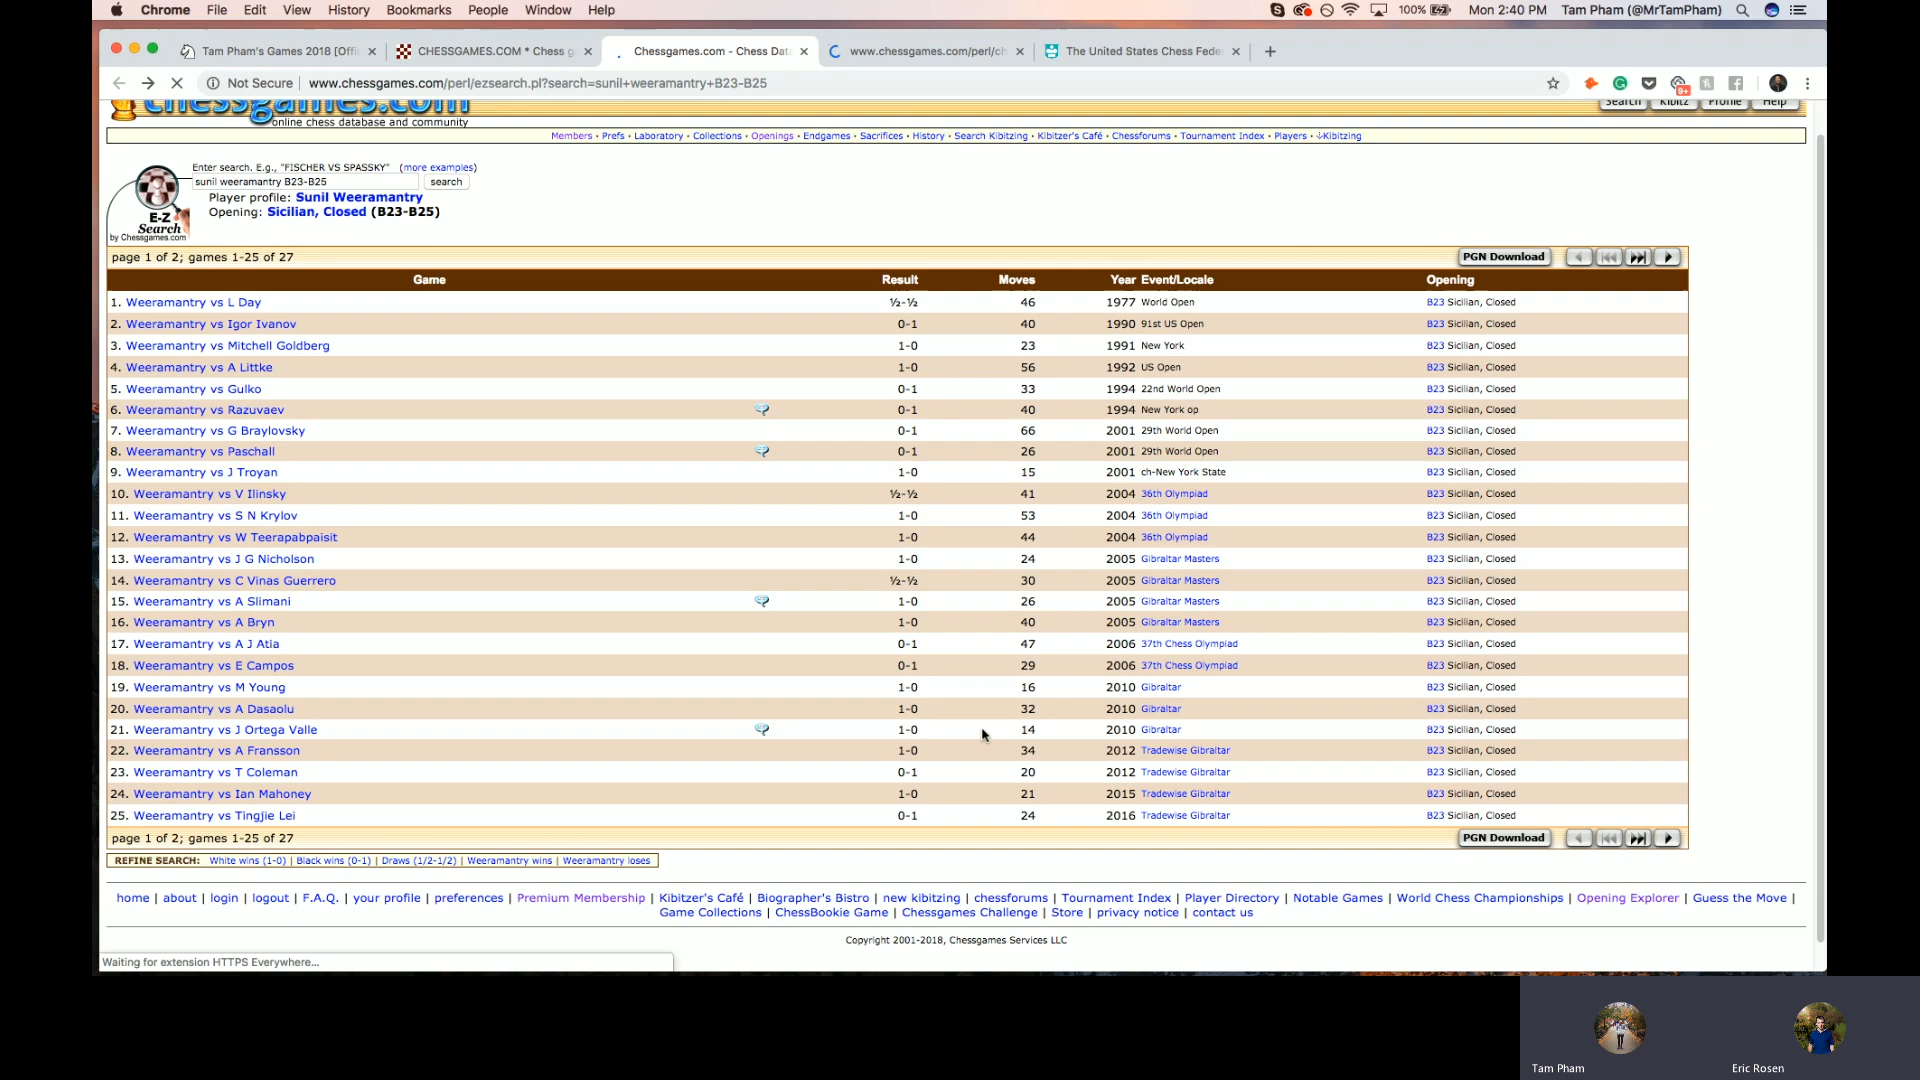 Chrome File Edit View History Bookmarks People Window Help 100% Mon 2:40 PM Tam Pham (@MrTamPham)
Tam Pham's Games 2018 [Offi × CHESSGAMES.COM * Chess g × Chessgames.com - Chess Dat × www.chessgames.com/perl/ch × The United States Chess Fede × +
Not Secure | www.chessgames.com/perl/ezsearch.pl?search=sunil+weeramantry+B23-B25 9+
chessgames.com Search Kibitz Profile Help
online chess database and community
Members • Prefs • Laboratory • Collections • Openings • Endgames • Sacrifices • History • Search Kibitzing • Kibitzer's Café • Chessforums • Tournament Index • Players • Kibitzing
Enter search. E.g., "FISCHER VS SPASSKY" (more examples)
sunil weeramantry B23-B25 search
Player profile: Sunil Weeramantry
Opening: Sicilian, Closed (B23-B25)
E-Z
Search
by Chessgames.com
page 1 of 2; games 1-25 of 27 PGN Download
Game Result Moves Year Event/Locale Opening
1. Weeramantry vs L Day ½-½ 46 1977 World Open B23 Sicilian, Closed
2. Weeramantry vs Igor Ivanov 0-1 40 1990 91st US Open B23 Sicilian, Closed
3. Weeramantry vs Mitchell Goldberg 1-0 23 1991 New York B23 Sicilian, Closed
4. Weeramantry vs A Littke 1-0 56 1992 US Open B23 Sicilian, Closed
5. Weeramantry vs Gulko 0-1 33 1994 22nd World Open B23 Sicilian, Closed
6. Weeramantry vs Razuvaev 0-1 40 1994 New York op B23 Sicilian, Closed
7. Weeramantry vs G Braylovsky 0-1 66 2001 29th World Open B23 Sicilian, Closed
8. Weeramantry vs Paschall 0-1 26 2001 29th World Open B23 Sicilian, Closed
9. Weeramantry vs J Troyan 1-0 15 2001 ch-New York State B23 Sicilian, Closed
10. Weeramantry vs V Ilinsky ½-½ 41 2004 36th Olympiad B23 Sicilian, Closed
11. Weeramantry vs S N Krylov 1-0 53 2004 36th Olympiad B23 Sicilian, Closed
12. Weeramantry vs W Teerapabpaisit 1-0 44 2004 36th Olympiad B23 Sicilian, Closed
13. Weeramantry vs J G Nicholson 1-0 24 2005 Gibraltar Masters B23 Sicilian, Closed
14. Weeramantry vs C Vinas Guerrero ½-½ 30 2005 Gibraltar Masters B23 Sicilian, Closed
15. Weeramantry vs A Slimani 1-0 26 2005 Gibraltar Masters B23 Sicilian, Closed
16. Weeramantry vs A Bryn 1-0 40 2005 Gibraltar Masters B23 Sicilian, Closed
17. Weeramantry vs A J Atia 0-1 47 2006 37th Chess Olympiad B23 Sicilian, Closed
18. Weeramantry vs E Campos 0-1 29 2006 37th Chess Olympiad B23 Sicilian, Closed
19. Weeramantry vs M Young 1-0 16 2010 Gibraltar B23 Sicilian, Closed
20. Weeramantry vs A Dasaolu 1-0 32 2010 Gibraltar B23 Sicilian, Closed
21. Weeramantry vs J Ortega Valle 1-0 14 2010 Gibraltar B23 Sicilian, Closed
22. Weeramantry vs A Fransson 1-0 34 2012 Tradewise Gibraltar B23 Sicilian, Closed
23. Weeramantry vs T Coleman 0-1 20 2012 Tradewise Gibraltar B23 Sicilian, Closed
24. Weeramantry vs Ian Mahoney 1-0 21 2015 Tradewise Gibraltar B23 Sicilian, Closed
25. Weeramantry vs Tingjie Lei 0-1 24 2016 Tradewise Gibraltar B23 Sicilian, Closed
page 1 of 2; games 1-25 of 27 PGN Download
REFINE SEARCH: White wins (1-0) | Black wins (0-1) | Draws (1/2-1/2) | Weeramantry wins | Weeramantry loses
home | about | login | logout | F.A.Q. | your profile | preferences | Premium Membership | Kibitzer's Café | Biographer's Bistro | new kibitzing | chessforums | Tournament Index | Player Directory | Notable Games | World Chess Championships | Opening Explorer | Guess the Move |
Game Collections | ChessBookie Game | Chessgames Challenge | Store | privacy notice | contact us
Copyright 2001-2018, Chessgames Services LLC
Waiting for extension HTTPS Everywhere...
Tam Pham Eric Rosen